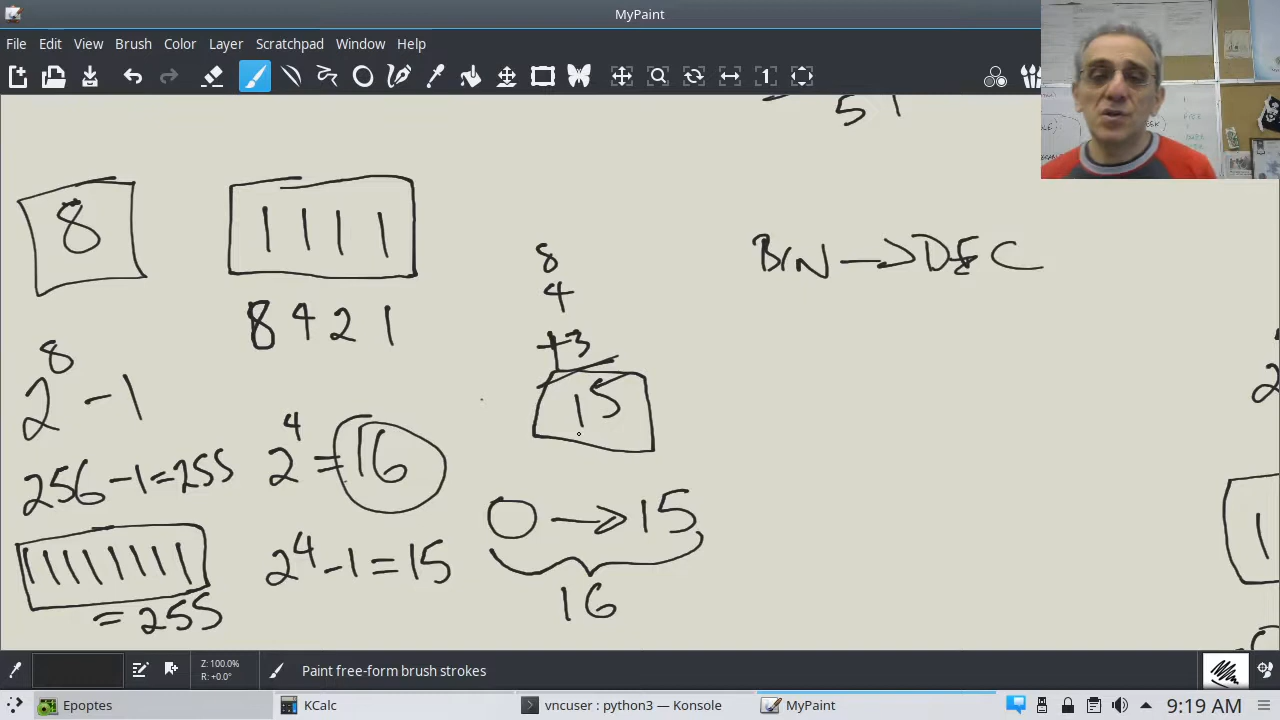 MyPaint
File Edit View Brush Color Layer Scratchpad Window Help
51
8
1111
8421
8
4
+3
15
BIN → DEC
2^8 - 1
256 - 1 = 255
11111111
= 255
2^4 = 16
2^4 - 1 = 15
0 → 15
16
2
1
Z: 100.0%
R: +0.0°
Paint free-form brush strokes
Epoptes
KCalc
vncuser : python3 — Konsole
MyPaint
9:19 AM